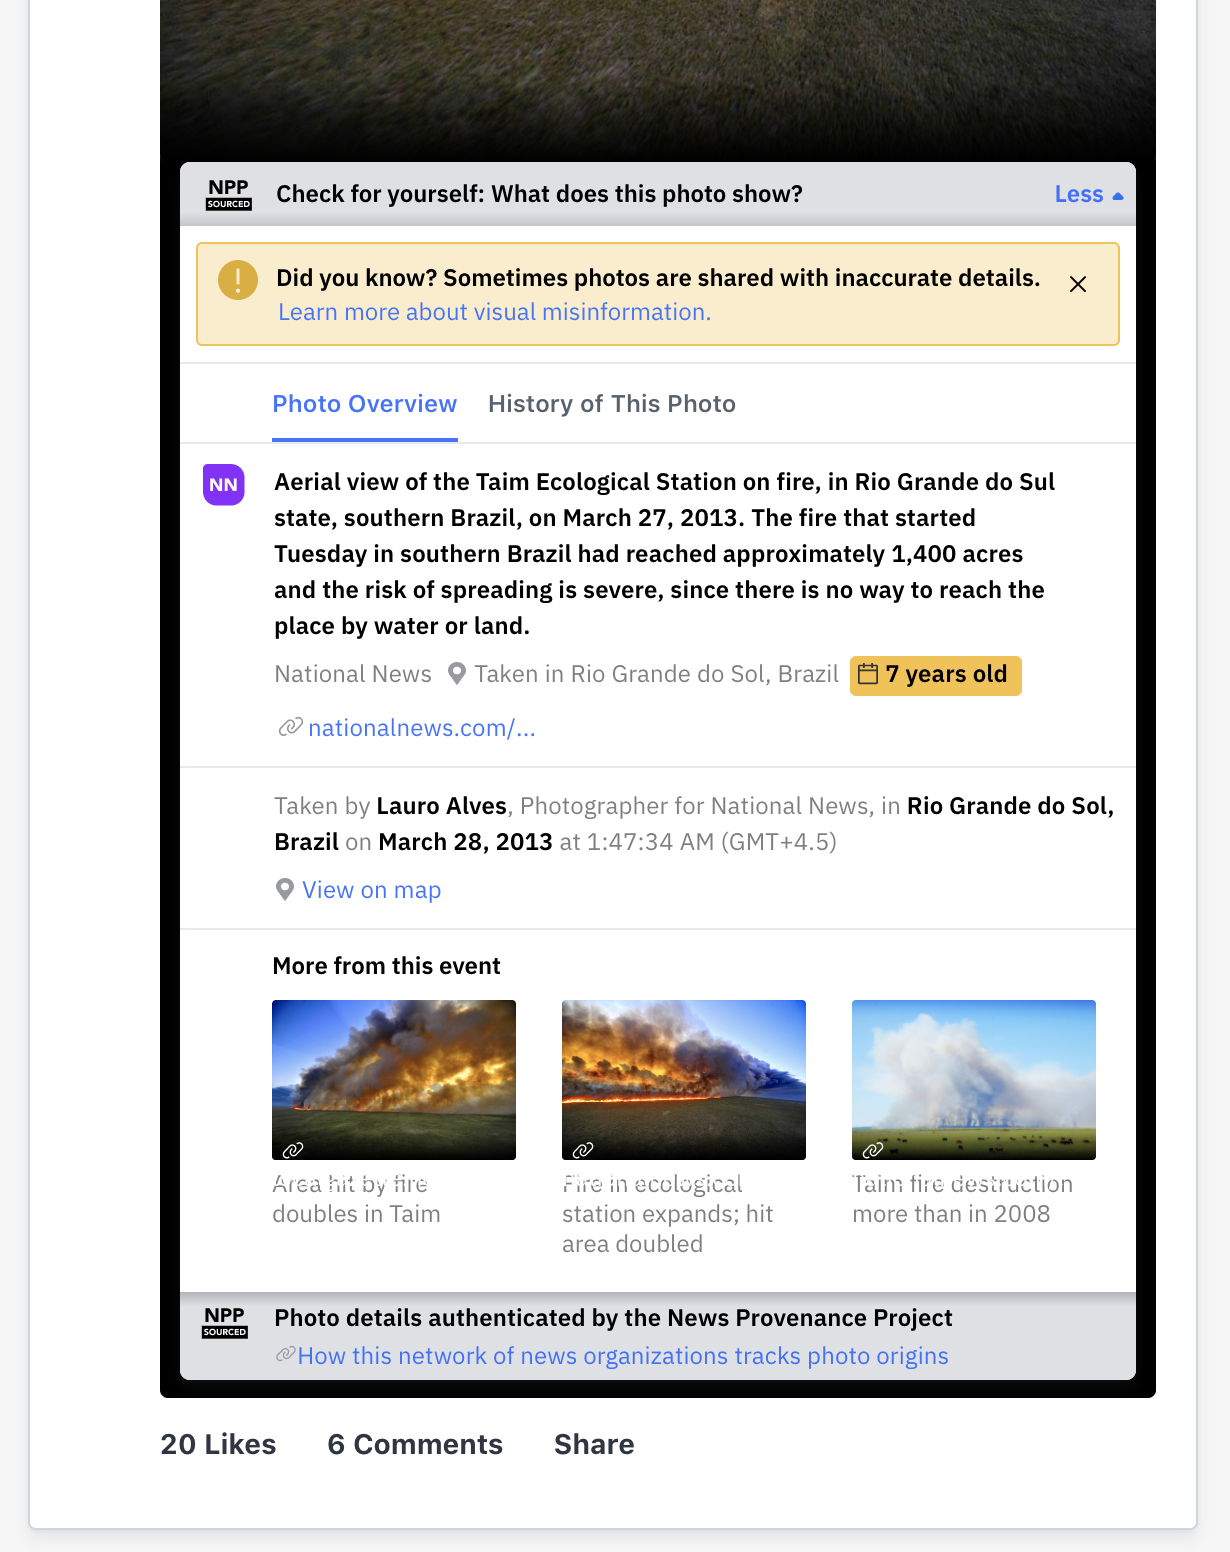 NPP
SOURCED
Check for yourself: What does this photo show?
Less
Did you know? Sometimes photos are shared with inaccurate details.
Learn more about visual misinformation.
Photo Overview
History of This Photo
NN
Aerial view of the Taim Ecological Station on fire, in Rio Grande do Sul
state, southern Brazil, on March 27, 2013. The fire that started
Tuesday in southern Brazil had reached approximately 1,400 acres
and the risk of spreading is severe, since there is no way to reach the
place by water or land.
National News
Taken in Rio Grande do Sol, Brazil
7 years old
nationalnews.com/...
Taken by Lauro Alves, Photographer for National News, in Rio Grande do Sol,
Brazil on March 28, 2013 at 1:47:34 AM (GMT+4.5)
View on map
More from this event
Area hit by fire
doubles in Taim
Fire in ecological
station expands; hit
area doubled
Taim: fire destruction
more than in 2008
NPP
SOURCED
Photo details authenticated by the News Provenance Project
How this network of news organizations tracks photo origins
20 Likes
6 Comments
Share